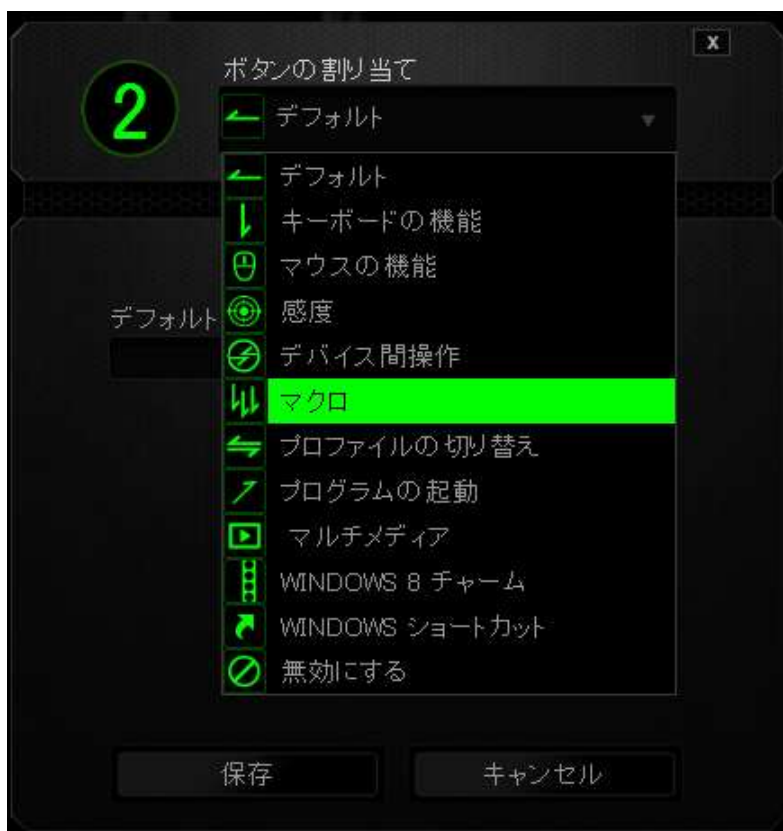 x
ボタンの割り当て
2
デフォルト
デフォルト
キーボードの機能
マウスの機能
デフォルト
感度
デバイス間操作
マクロ
プロファイルの切り替え
プログラムの起動
マルチメディア
WINDOWS 8 チャーム
WINDOWS ショートカット
無効にする
保存
キャンセル